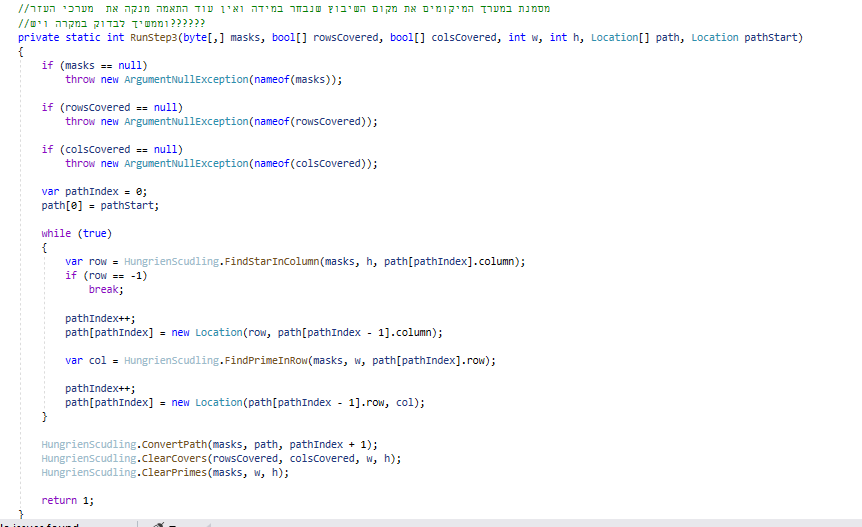 //מסמנת במערך המיקומים את מקום השיבוץ שנבחר במידה ואין עוד התאמה מנקה את  מערכי העזר
//וממשיך לבדוק במקרה ויש??????
private static int RunStep3(byte[,] masks, bool[] rowsCovered, bool[] colsCovered, int w, int h, Location[] path, Location pathStart)
{
    if (masks == null)
        throw new ArgumentNullException(nameof(masks));

    if (rowsCovered == null)
        throw new ArgumentNullException(nameof(rowsCovered));

    if (colsCovered == null)
        throw new ArgumentNullException(nameof(colsCovered));

    var pathIndex = 0;
    path[0] = pathStart;

    while (true)
    {
        var row = HungrienScudling.FindStarInColumn(masks, h, path[pathIndex].column);
        if (row == -1)
            break;

        pathIndex++;
        path[pathIndex] = new Location(row, path[pathIndex - 1].column);

        var col = HungrienScudling.FindPrimeInRow(masks, w, path[pathIndex].row);

        pathIndex++;
        path[pathIndex] = new Location(path[pathIndex - 1].row, col);
    }

    HungrienScudling.ConvertPath(masks, path, pathIndex + 1);
    HungrienScudling.ClearCovers(rowsCovered, colsCovered, w, h);
    HungrienScudling.ClearPrimes(masks, w, h);

    return 1;
}